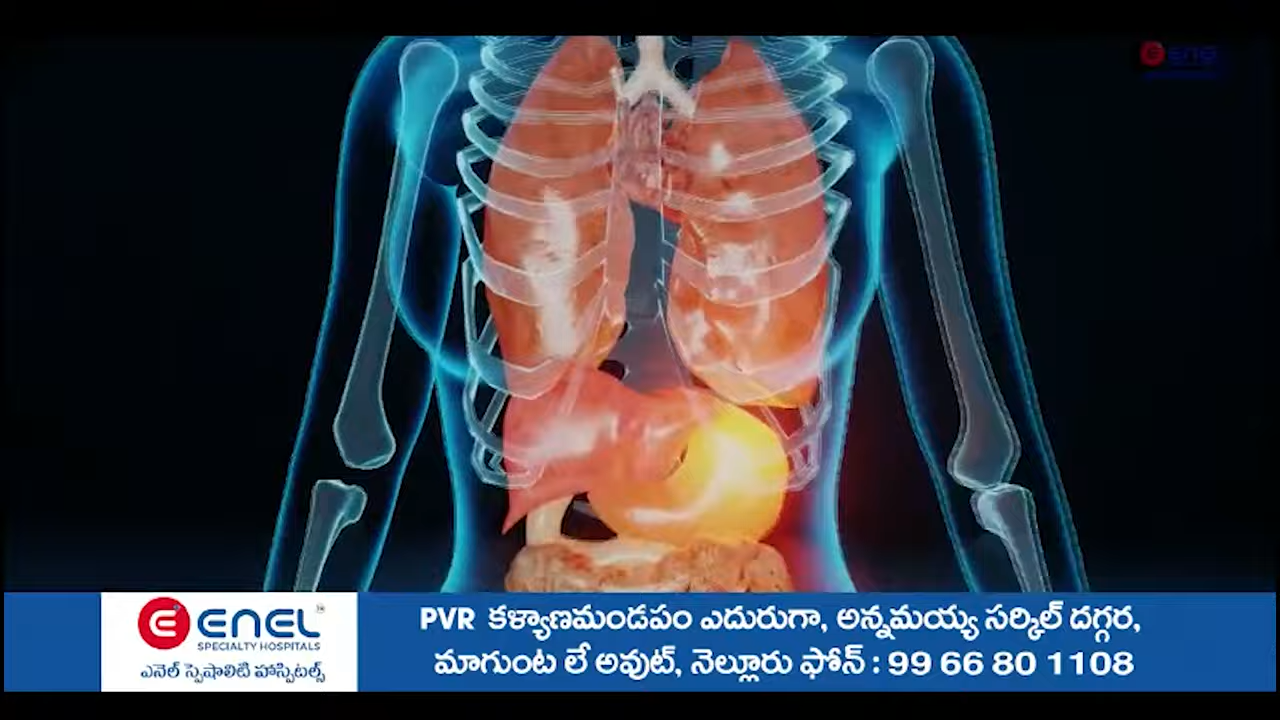 ENEL
ENEL
SPECIALTY HOSPITALS
ఎనెల్ స్పెషాలిటి హాస్పిటల్స్
PVR కళ్యాణమండపం ఎదురుగా, అన్నమయ్య సర్కిల్ దగ్గర,
మాగుంట లే అవుట్, నెల్లూరు ఫోన్ : 99 66 80 1108